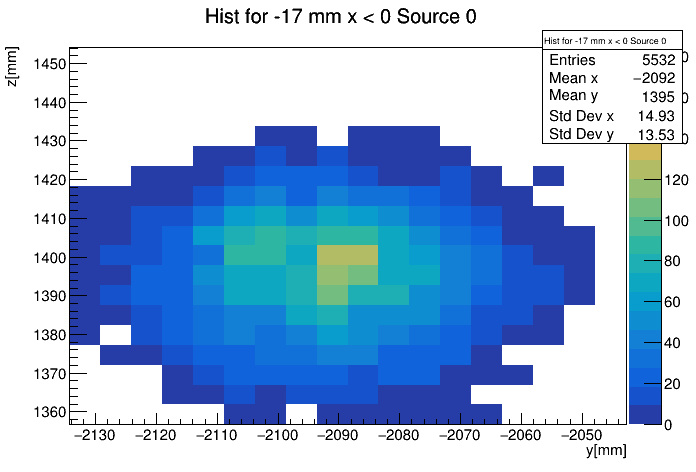 Hist for -17 mm x < 0 Source 0
Hist for -17 mm x < 0 Source 0
Entries 5532
Mean x −2092
Mean y 1395
Std Dev x 14.93
Std Dev y 13.53
z[mm]
1450
1440
1430
1420
1410
1400
1390
1380
1370
1360
−2130 −2120 −2110 −2100 −2090 −2080 −2070 −2060 −2050
y[mm]
120
100
80
60
40
20
0